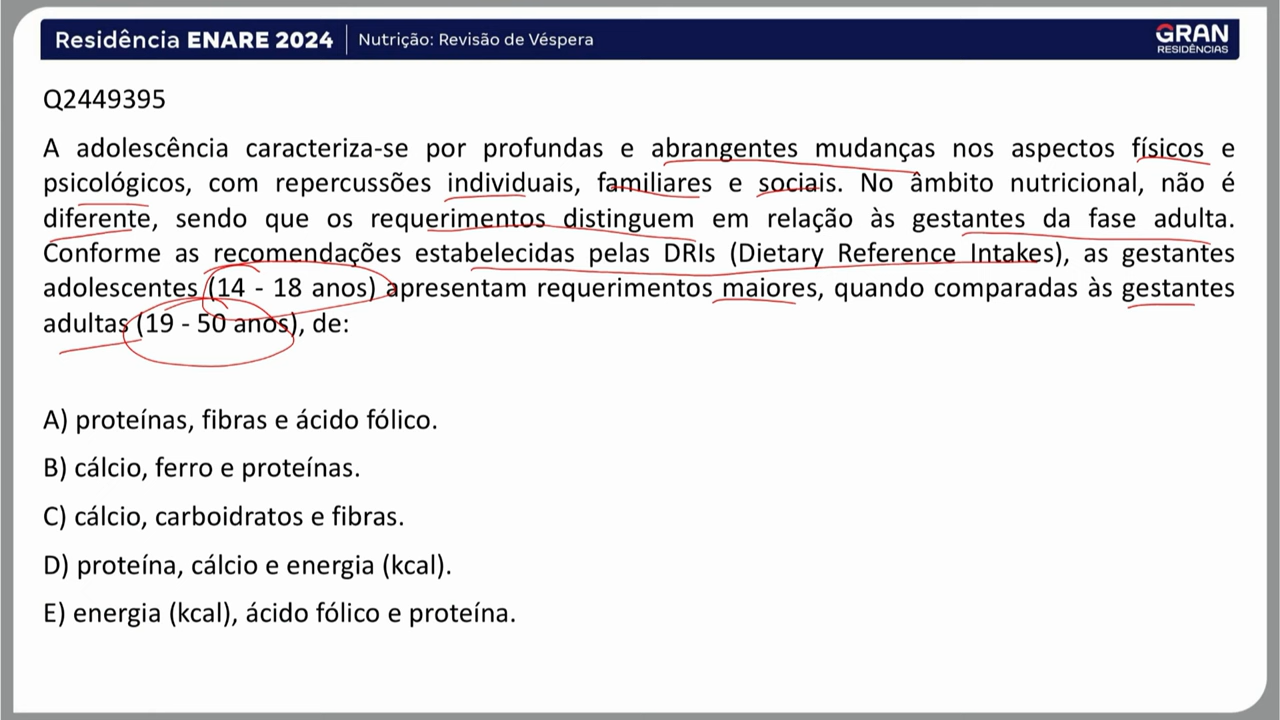 Residência ENARE 2024 | Nutrição: Revisão de Véspera
GRAN
RESIDÊNCIAS
Q2449395
A adolescência caracteriza-se por profundas e abrangentes mudanças nos aspectos físicos e
psicológicos, com repercussões individuais, familiares e sociais. No âmbito nutricional, não é
diferente, sendo que os requerimentos distinguem em relação às gestantes da fase adulta.
Conforme as recomendações estabelecidas pelas DRIs (Dietary Reference Intakes), as gestantes
adolescentes (14 - 18 anos) apresentam requerimentos maiores, quando comparadas às gestantes
adultas (19 - 50 anos), de:
A) proteínas, fibras e ácido fólico.
B) cálcio, ferro e proteínas.
C) cálcio, carboidratos e fibras.
D) proteína, cálcio e energia (kcal).
E) energia (kcal), ácido fólico e proteína.